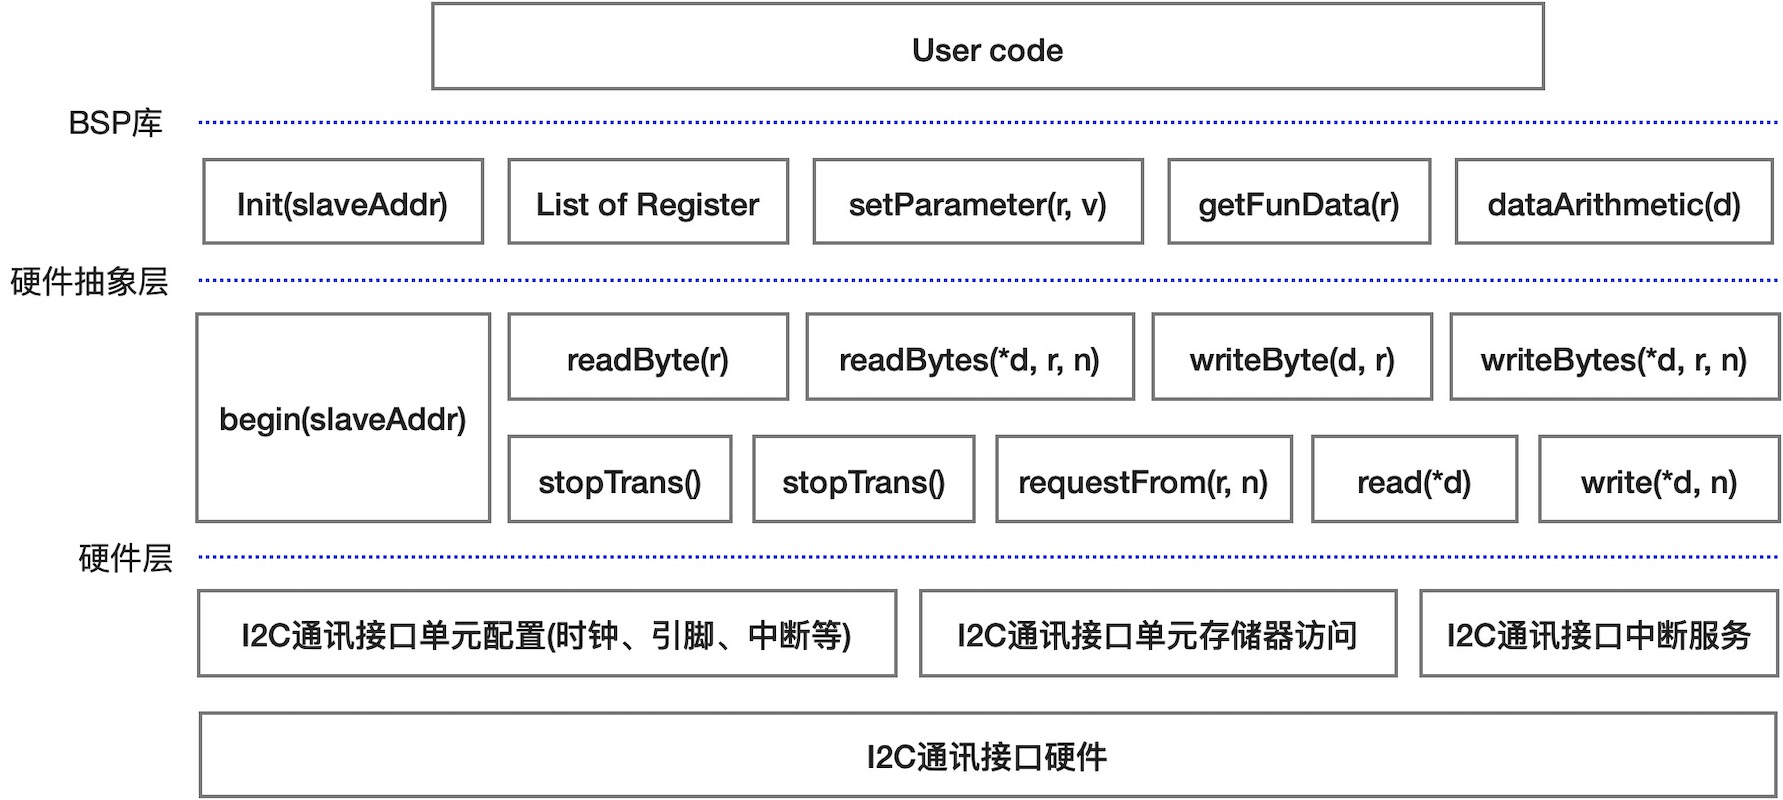 User code
BSP库
Init(slaveAddr)
List of Register
setParameter(r, v)
getFunData(r)
dataArithmetic(d)
硬件抽象层
begin(slaveAddr)
readByte(r)
readBytes(*d, r, n)
writeByte(d, r)
writeBytes(*d, r, n)
stopTrans()
stopTrans()
requestFrom(r, n)
read(*d)
write(*d, n)
硬件层
I2C通讯接口单元配置(时钟、引脚、中断等)
I2C通讯接口单元存储器访问
I2C通讯接口中断服务
I2C通讯接口硬件